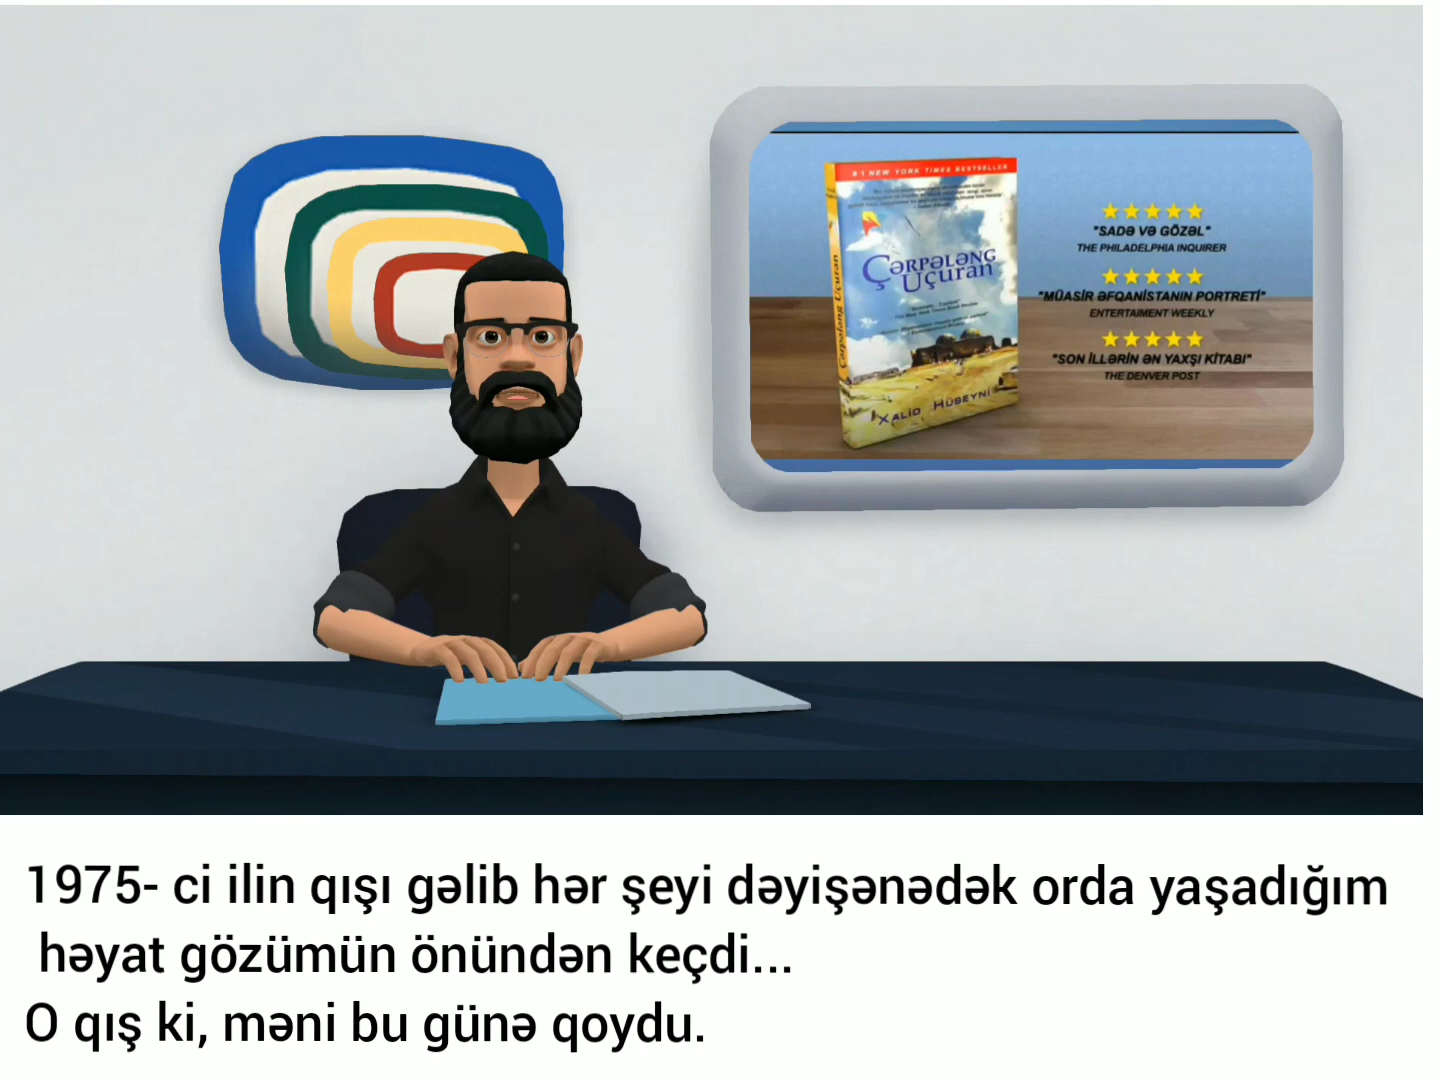 # 1 NEW YORK TIMES BESTSELLER
Çərpələng
Uçuran
Xalid Hüseyni
Çərpələng Uçuran
"SADƏ VƏ GÖZƏL"
THE PHILADELPHIA INQUIRER
"MÜASİR ƏFQANİSTANIN PORTRETİ"
ENTERTAIMENT WEEKLY
"SON İLLƏRİN ƏN YAXŞI KİTABI"
THE DENVER POST
1975- ci ilin qışı gəlib hər şeyi dəyişənədək orda yaşadığım
həyat gözümün önündən keçdi...
O qış ki, məni bu günə qoydu.